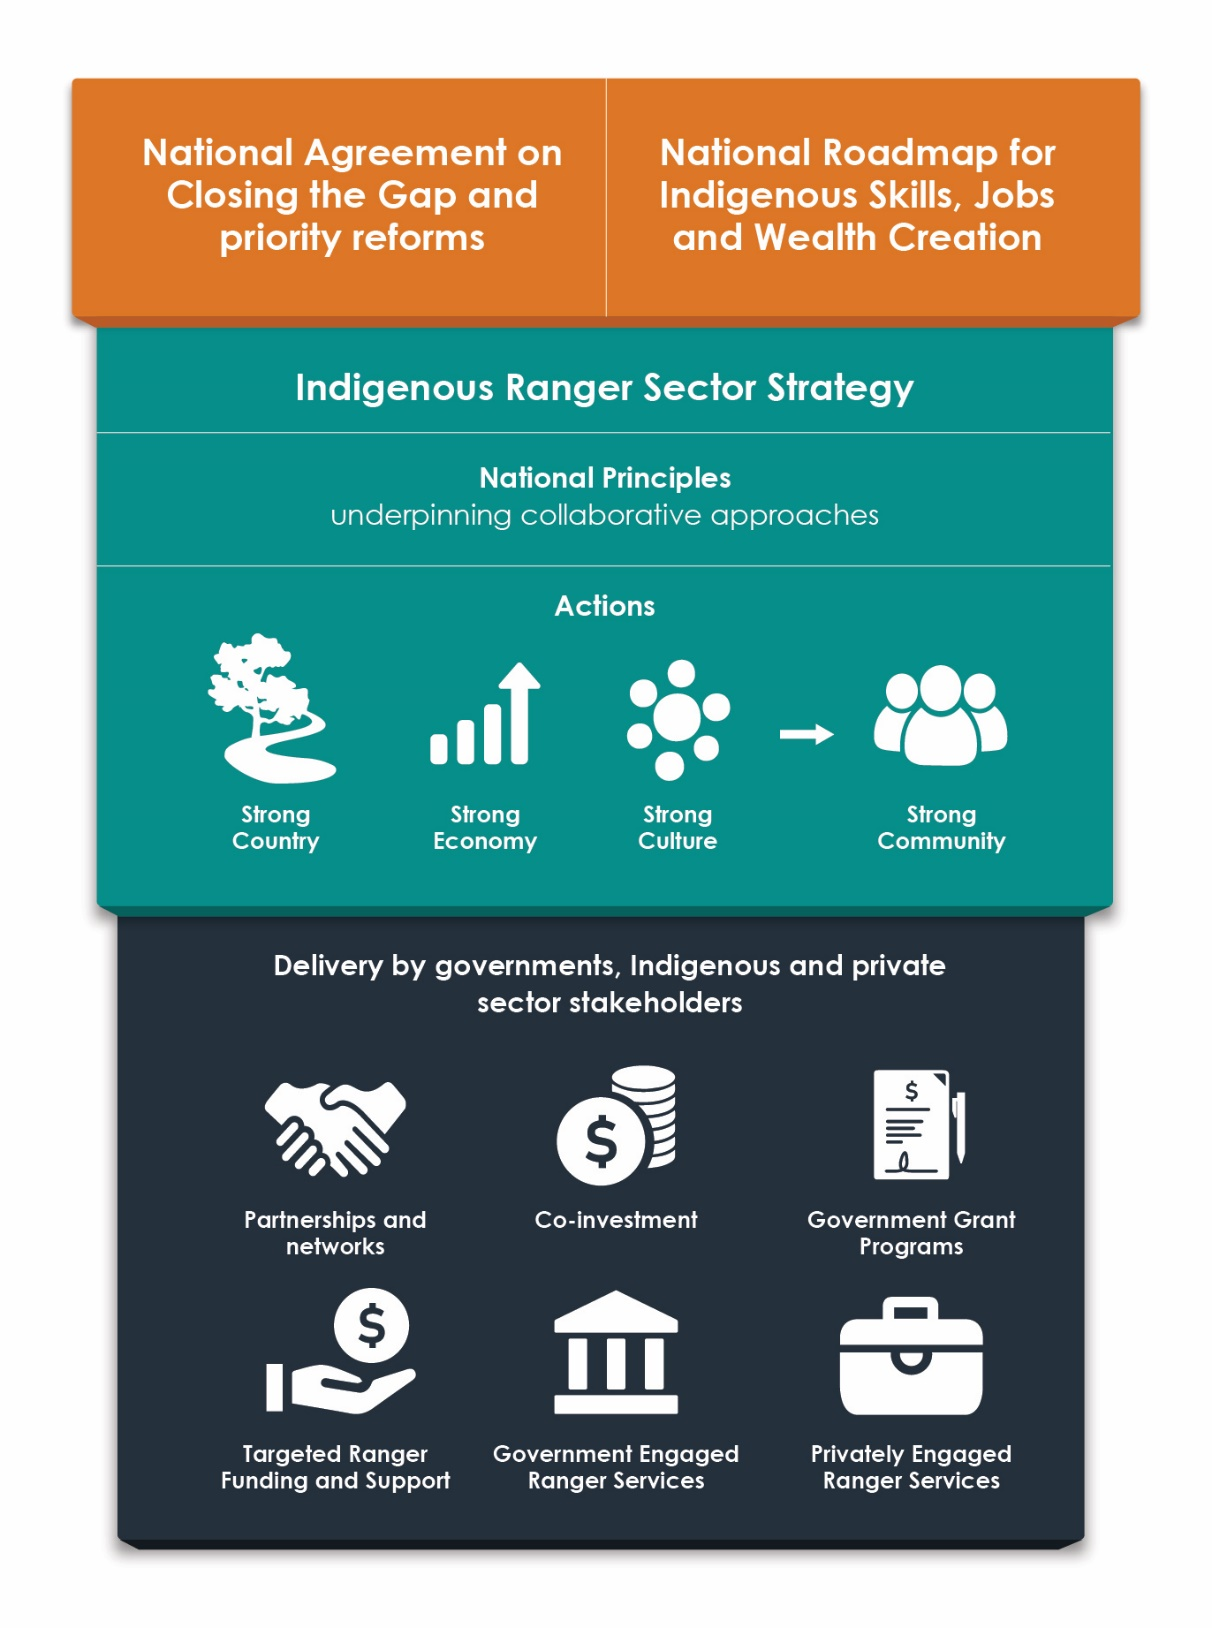 National Agreement on
Closing the Gap and
priority reforms
National Roadmap for
Indigenous Skills, Jobs
and Wealth Creation
Indigenous Ranger Sector Strategy
National Principles
underpinning collaborative approaches
Actions
Strong
Country
Strong
Economy
Strong
Culture
Strong
Community
Delivery by governments, Indigenous and private
sector stakeholders
$
$
Partnerships and
networks
Co-investment
Government Grant
Programs
$
Targeted Ranger
Funding and Support
Government Engaged
Ranger Services
Privately Engaged
Ranger Services